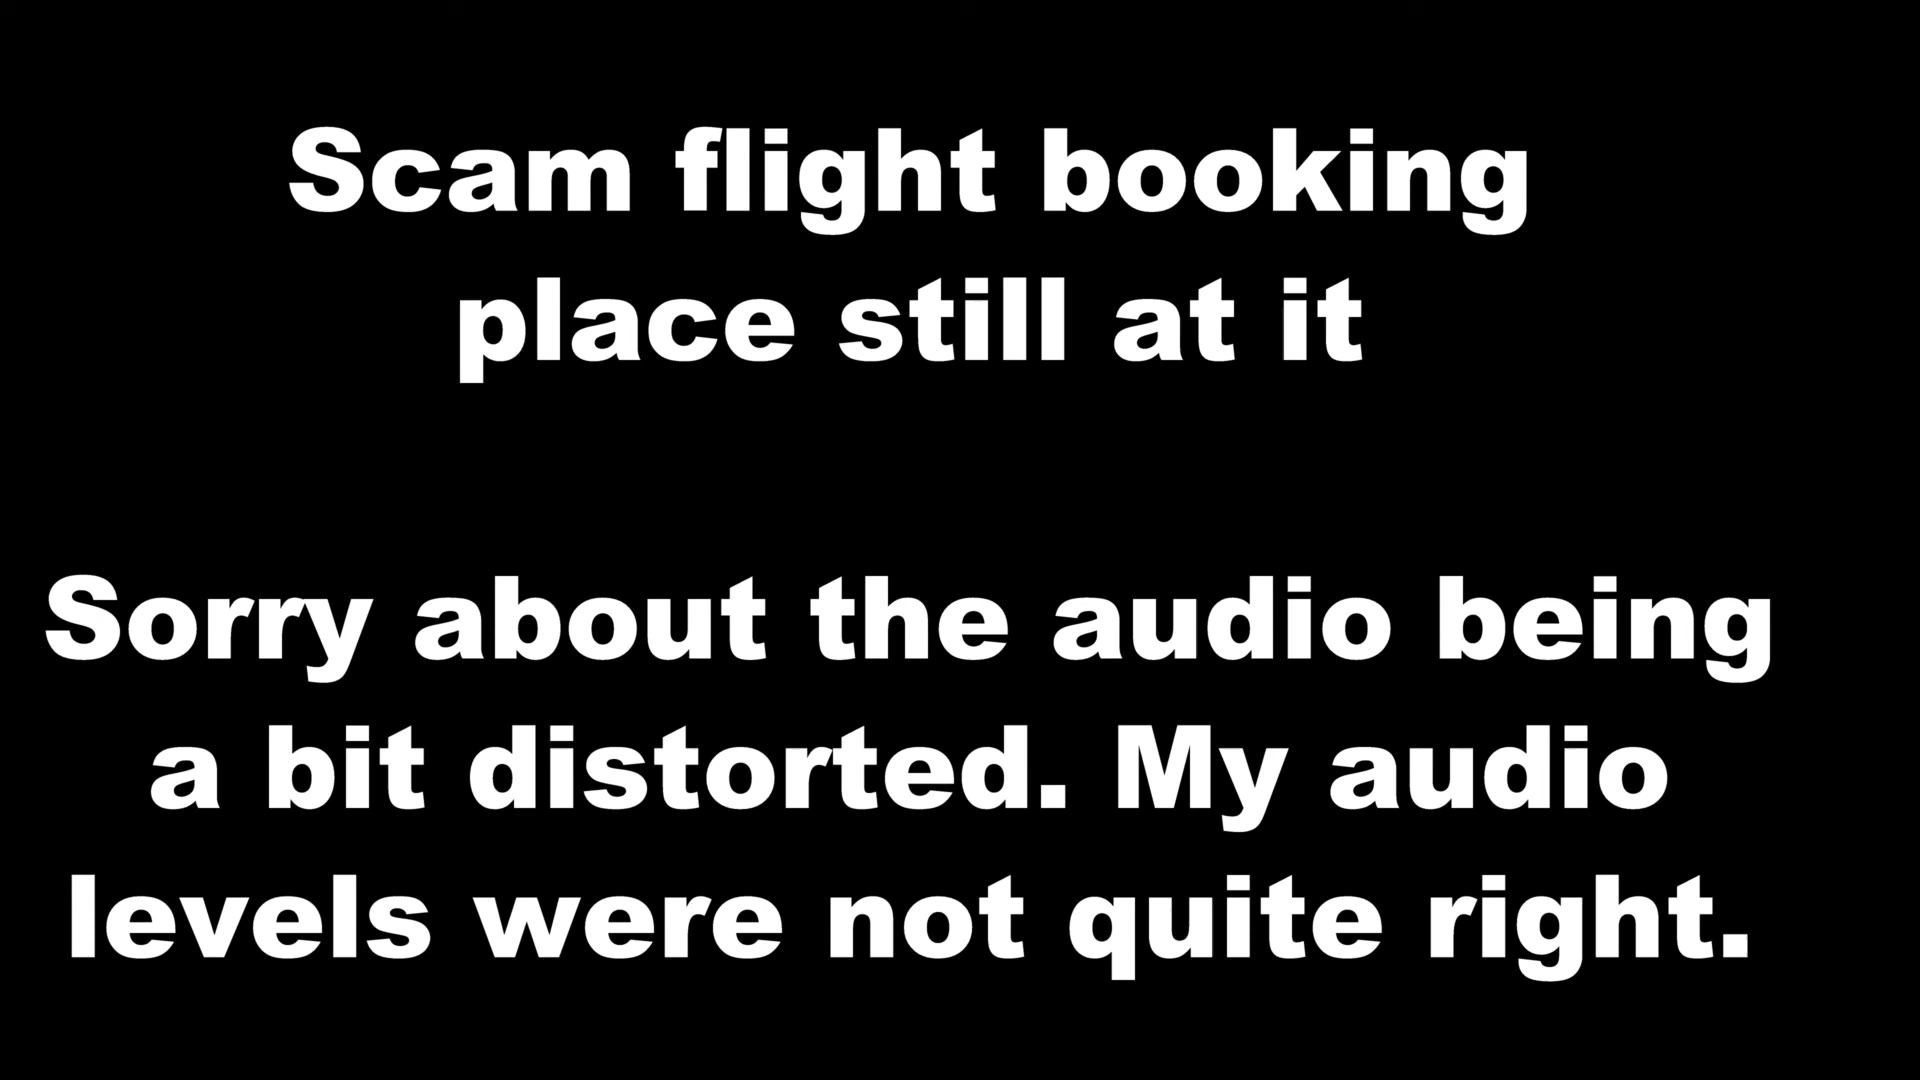 Scam flight booking
place still at it
Sorry about the audio being
a bit distorted. My audio
levels were not quite right.